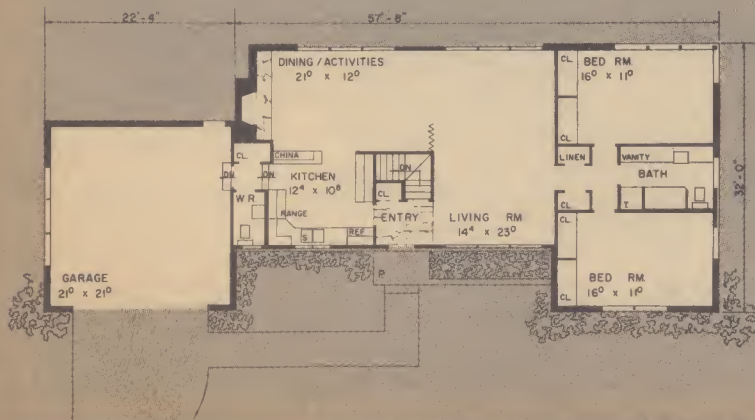 22'-4"
57'-8"
DINING / ACTIVITIES
21⁰ x 12⁰
CL
BED RM.
16⁰ x 11⁰
CL
CL.
CHINA
LINEN
VANITY
DN
DN
KITCHEN
12⁴ x 10⁸
DN
BATH
CL
W.R.
RANGE
ENTRY
LIVING RM
14⁴ x 23⁰
CL
T.
S
REF
32'-0"
GARAGE
21⁰ x 21⁰
P
CL
BED RM.
16⁰ x 11⁰
CL